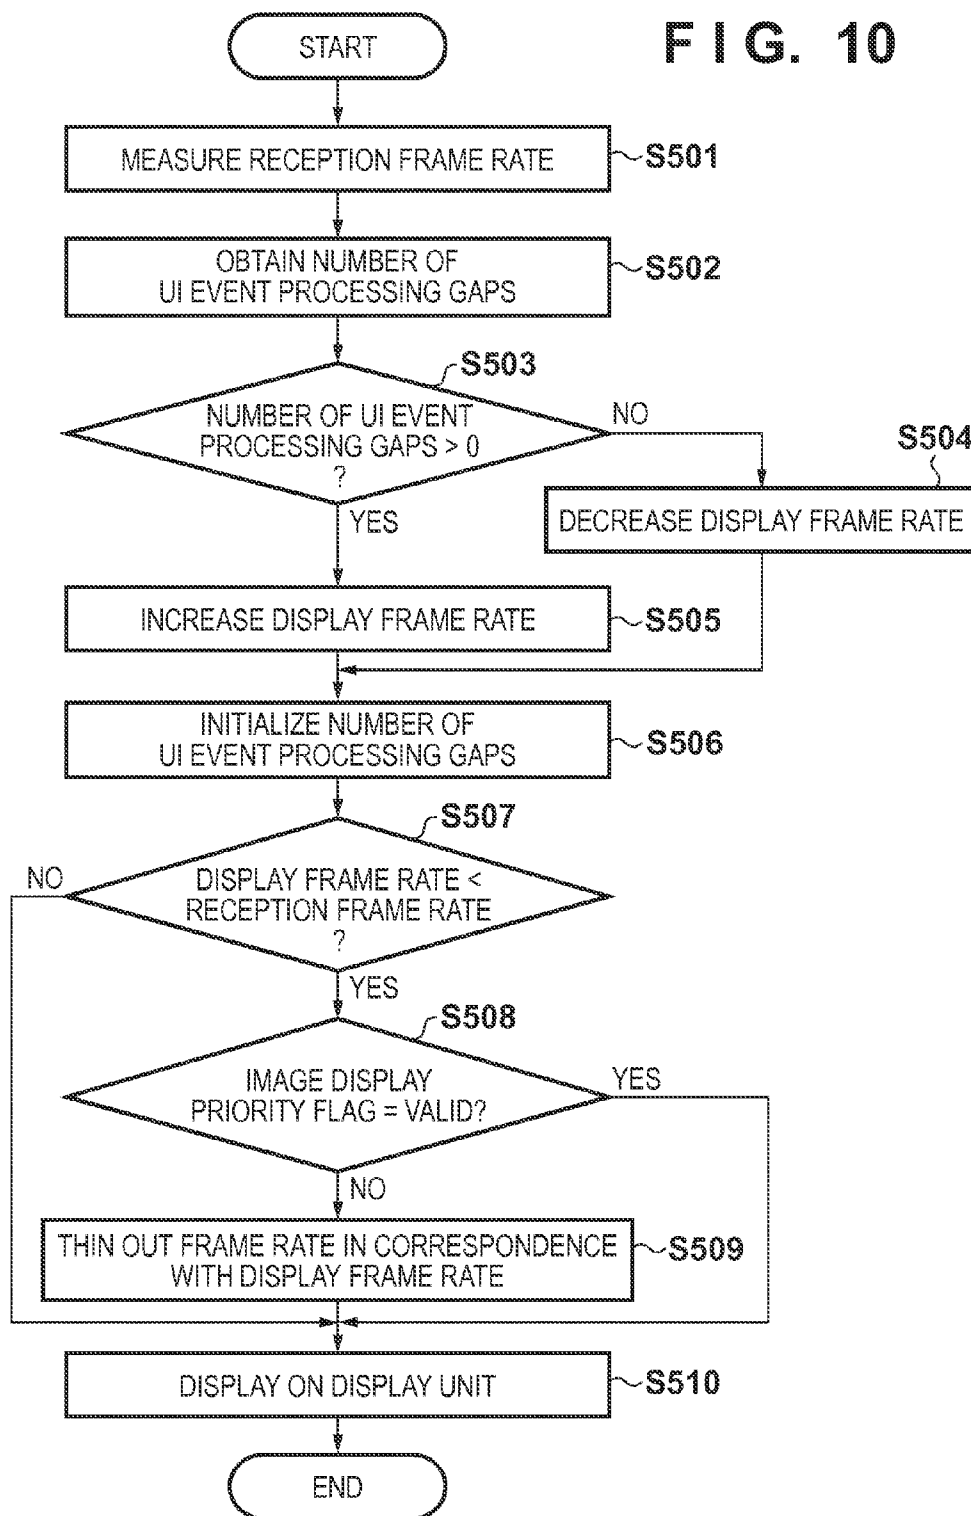 F I G. 10
START
MEASURE RECEPTION FRAME RATE
S501
OBTAIN NUMBER OF
UI EVENT PROCESSING GAPS
S502
S503
NUMBER OF UI EVENT
PROCESSING GAPS > 0
?
NO
YES
S504
DECREASE DISPLAY FRAME RATE
INCREASE DISPLAY FRAME RATE
S505
INITIALIZE NUMBER OF
UI EVENT PROCESSING GAPS
S506
S507
NO
DISPLAY FRAME RATE <
RECEPTION FRAME RATE
?
YES
S508
IMAGE DISPLAY
PRIORITY FLAG = VALID?
YES
NO
THIN OUT FRAME RATE IN CORRESPONDENCE
WITH DISPLAY FRAME RATE
S509
DISPLAY ON DISPLAY UNIT
S510
END